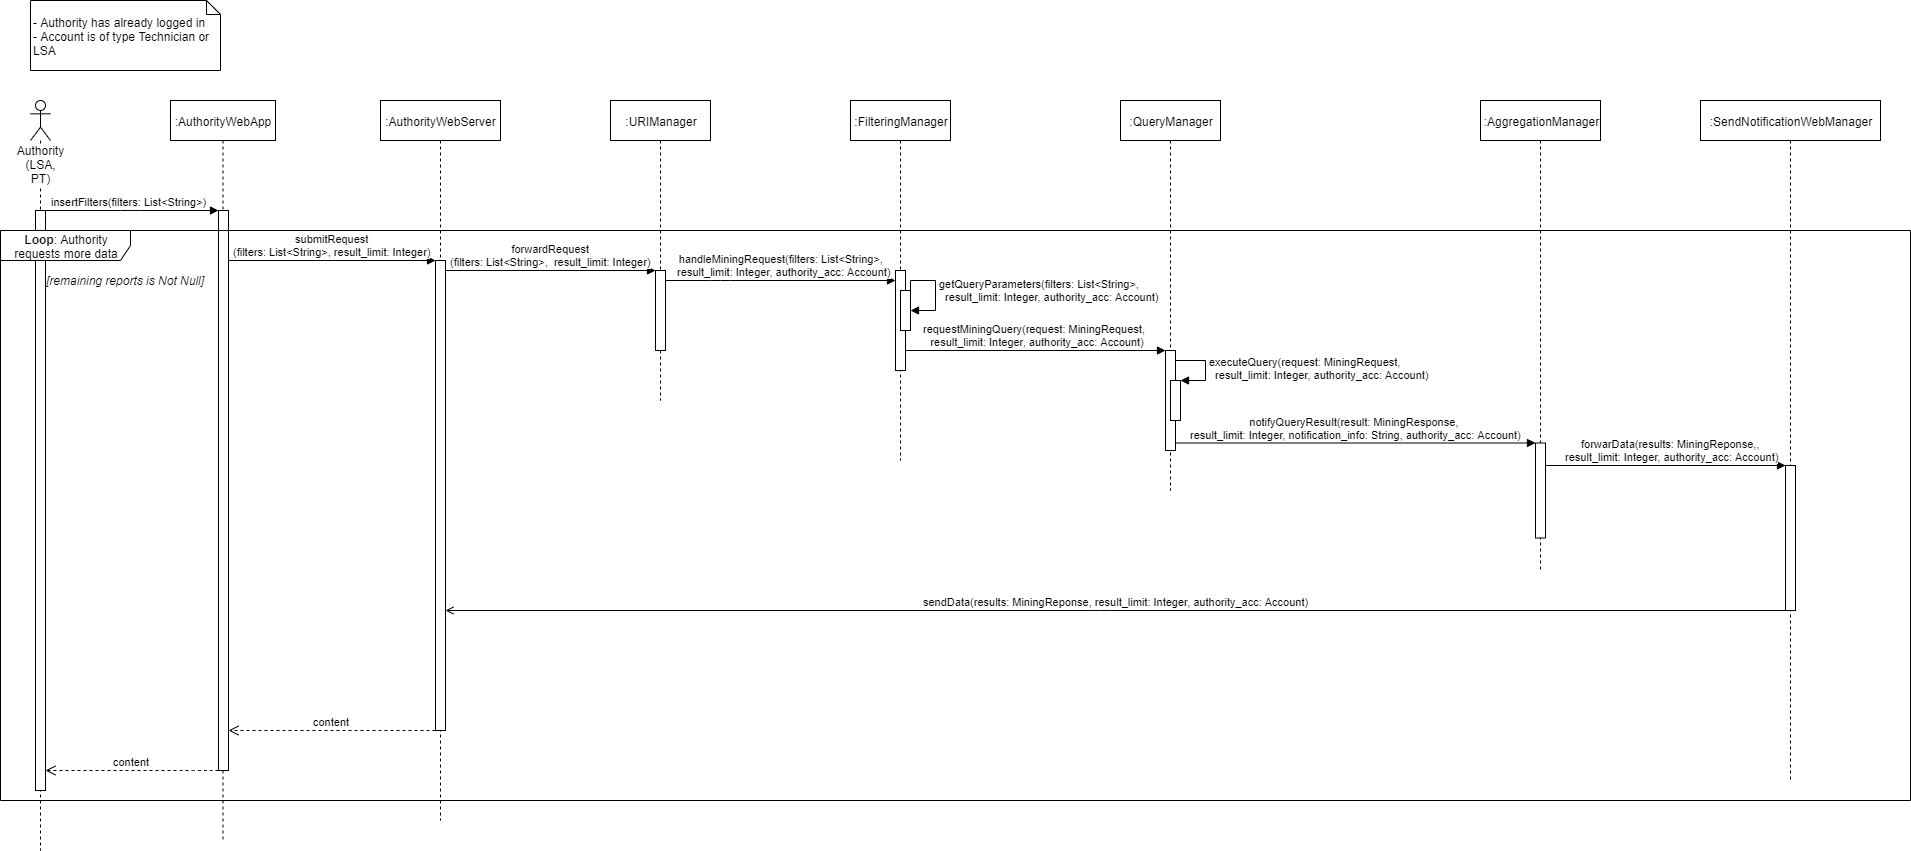 - Authority has already logged in
- Account is of type Technician or
LSA
Authority
(LSA,
PT)
:AuthorityWebApp
:AuthorityWebServer
:URIManager
:FilteringManager
:QueryManager
:AggregationManager
:SendNotificationWebManager
insertFilters(filters: List<String>)
Loop: Authority
requests more data
[remaining reports is Not Null]
submitRequest
(filters: List<String>, result_limit: Integer)
forwardRequest
(filters: List<String>, result_limit: Integer)
handleMiningRequest(filters: List<String>,
result_limit: Integer, authority_acc: Account)
getQueryParameters(filters: List<String>,
result_limit: Integer, authority_acc: Account)
requestMiningQuery(request: MiningRequest,
result_limit: Integer, authority_acc: Account)
executeQuery(request: MiningRequest,
result_limit: Integer, authority_acc: Account)
notifyQueryResult(result: MiningResponse,
result_limit: Integer, notification_info: String, authority_acc: Account)
forwarData(results: MiningReponse,,
result_limit: Integer, authority_acc: Account)
sendData(results: MiningReponse, result_limit: Integer, authority_acc: Account)
content
content